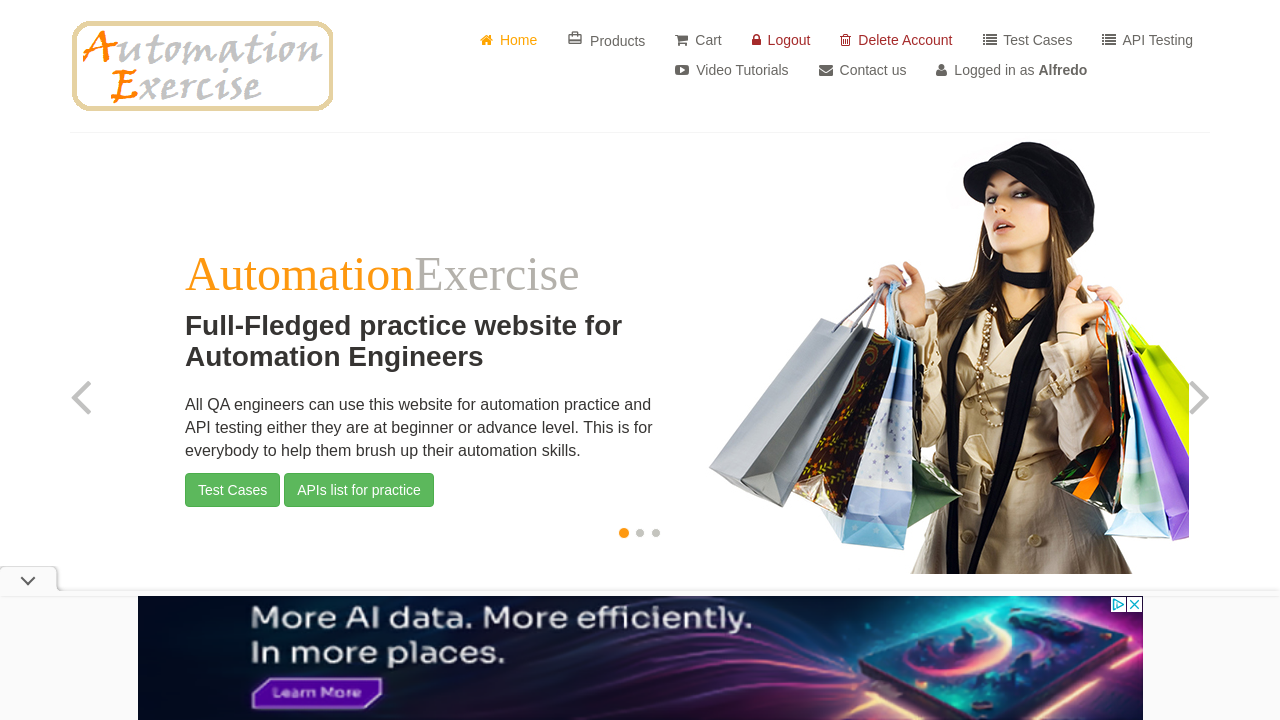 Automation
Exercise
Home
Products
Cart
Logout
Delete Account
Test Cases
API Testing
Video Tutorials
Contact us
Logged in as Alfredo
AutomationExercise
Full-Fledged practice website for
Automation Engineers
All QA engineers can use this website for automation practice and
API testing either they are at beginner or advance level. This is for
everybody to help them brush up their automation skills.
Test Cases
APIs list for practice
More AI data. More efficiently.
In more places.
Learn More